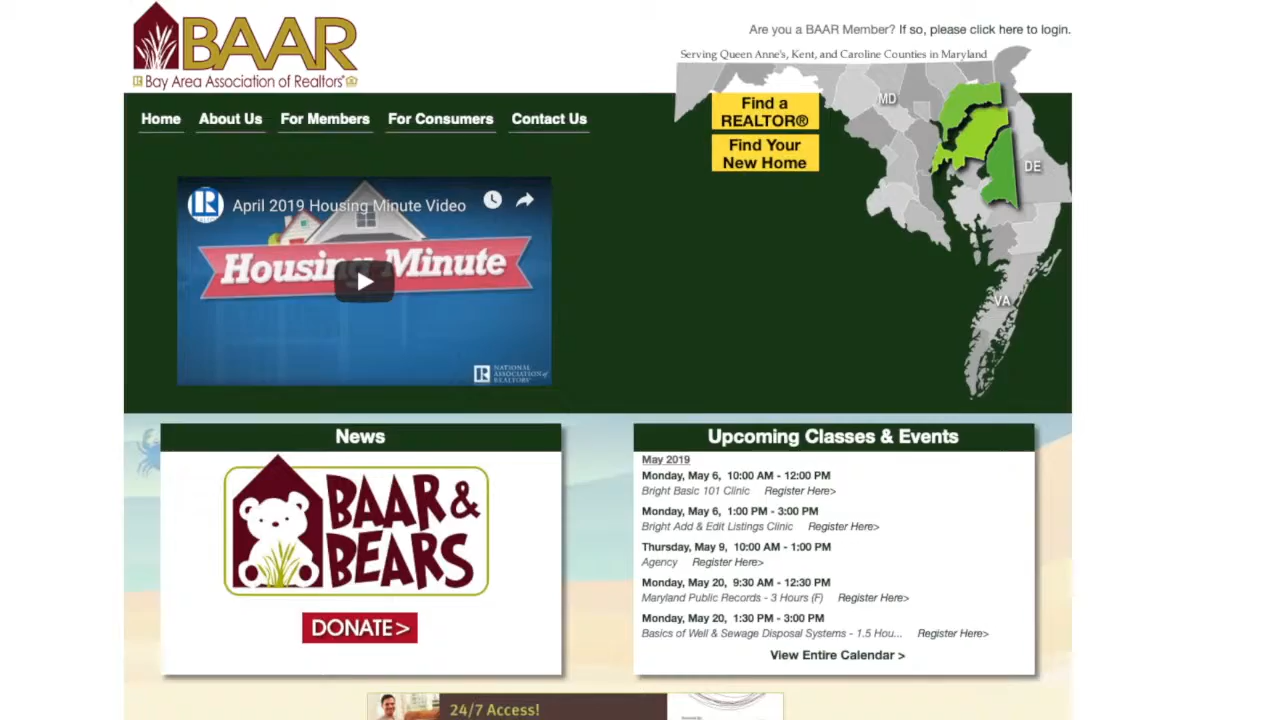 BAAR
Bay Area Association of Realtors®
Are you a BAAR Member? If so, please click here to login.
Serving Queen Anne's, Kent, and Caroline Counties in Maryland
Home
About Us
For Members
For Consumers
Contact Us
Find a
REALTOR®
Find Your
New Home
MD
DE
VA
April 2019 Housing Minute Video
Housing Minute
NATIONAL
ASSOCIATION of
REALTORS®
News
BAAR &
BEARS
DONATE >
Upcoming Classes & Events
May 2019
Monday, May 6, 10:00 AM - 12:00 PM
Bright Basic 101 Clinic Register Here>
Monday, May 6, 1:00 PM - 3:00 PM
Bright Add & Edit Listings Clinic Register Here>
Thursday, May 9, 10:00 AM - 1:00 PM
Agency Register Here>
Monday, May 20, 9:30 AM - 12:30 PM
Maryland Public Records - 3 Hours (F) Register Here>
Monday, May 20, 1:30 PM - 3:00 PM
Basics of Well & Sewage Disposal Systems - 1.5 Hou... Register Here>
View Entire Calendar >
24/7 Access!